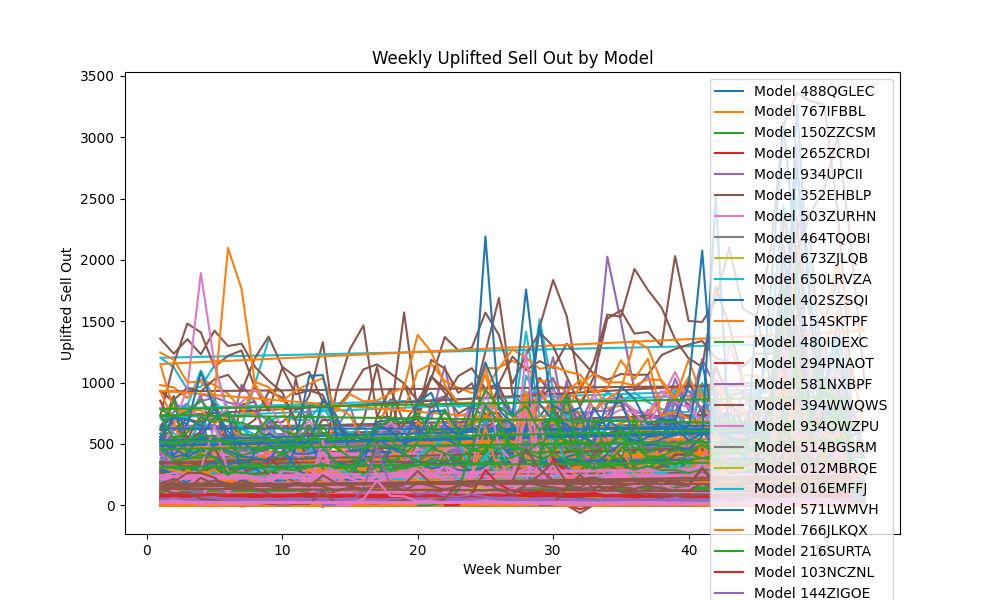 Weekly Uplifted Sell Out by Model
Uplifted Sell Out
3500
3000
2500
2000
1500
1000
500
0
0
10
20
30
40
Week Number
Model 488QGLEC
Model 767IFBBL
Model 150ZZCSM
Model 265ZCRDI
Model 934UPCII
Model 352EHBLP
Model 503ZURHN
Model 464TQOBI
Model 673ZJLQB
Model 650LRVZA
Model 402SZSQI
Model 154SKTPF
Model 480IDEXC
Model 294PNAOT
Model 581NXBPF
Model 394WWQWS
Model 934OWZPU
Model 514BGSRM
Model 012MBRQE
Model 016EMFFJ
Model 571LWMVH
Model 766JLKQX
Model 216SURTA
Model 103NCZNL
Model 144ZIGOE